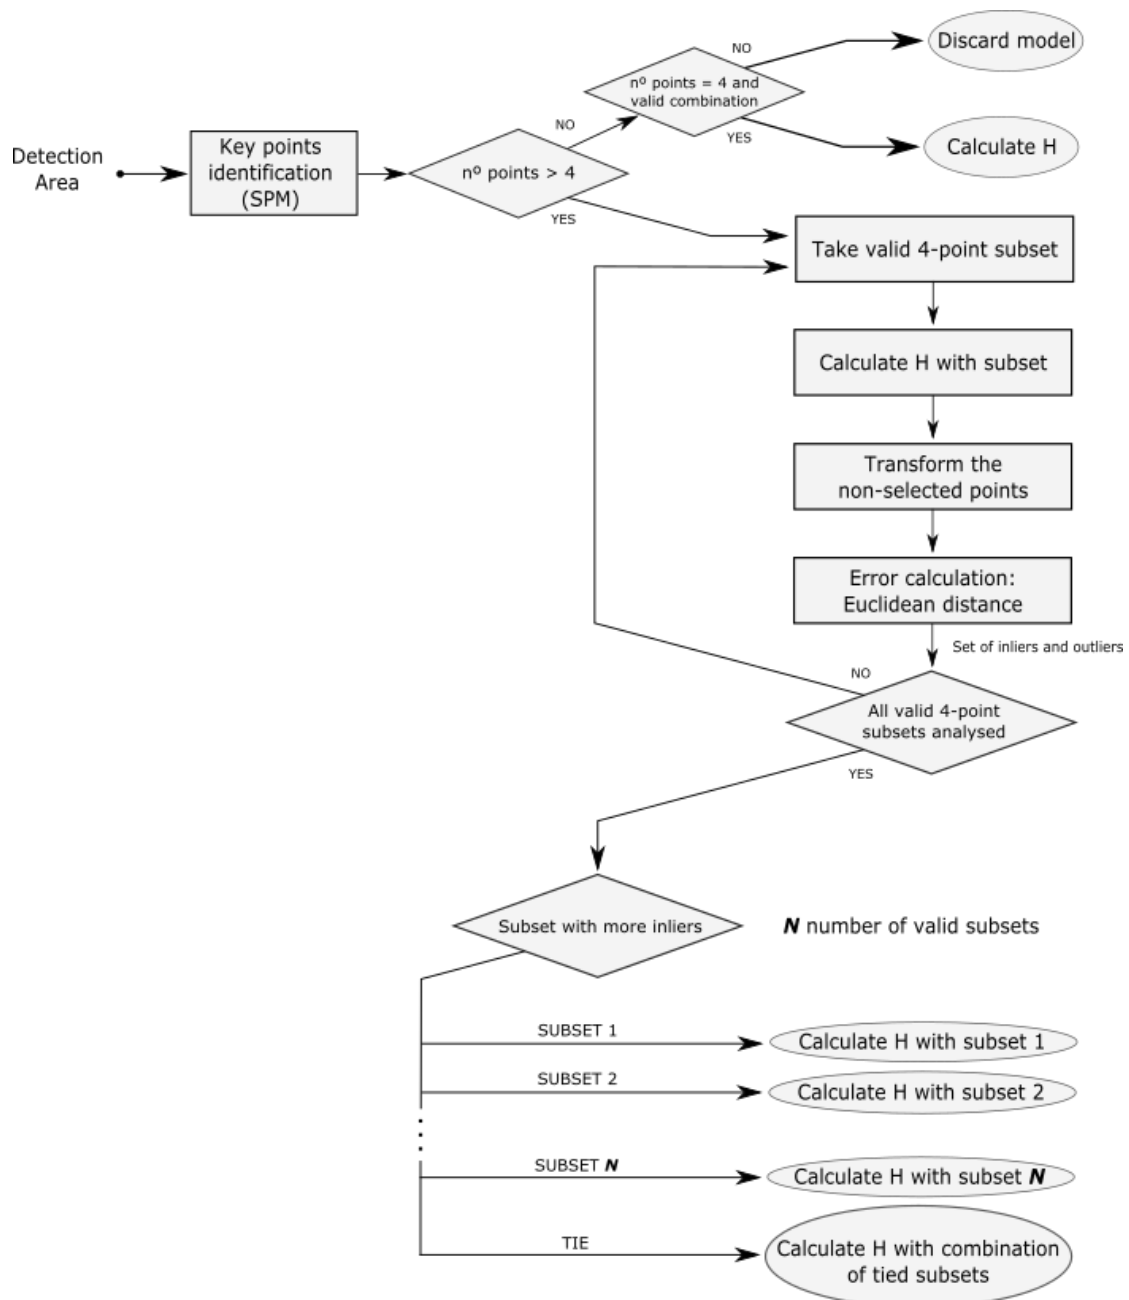 Detection
Area
Key points
identification
(SPM)
nº points > 4
NO
YES
nº points = 4 and
valid combination
NO
YES
Discard model
Calculate H
Take valid 4-point subset
Calculate H with subset
Transform the
non-selected points
Error calculation:
Euclidean distance
Set of inliers and outliers
NO
All valid 4-point
subsets analysed
YES
Subset with more inliers
N number of valid subsets
SUBSET 1
Calculate H with subset 1
SUBSET 2
Calculate H with subset 2
SUBSET N
Calculate H with subset N
TIE
Calculate H with combination
of tied subsets